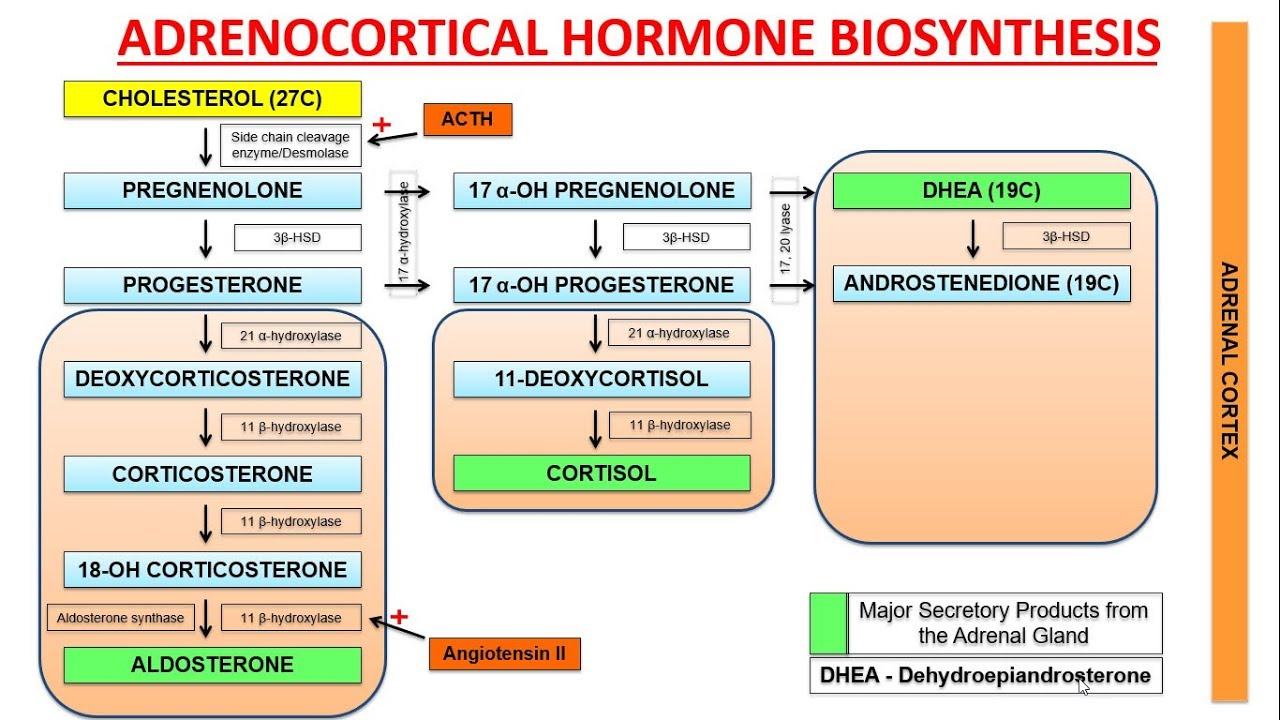 ADRENOCORTICAL HORMONE BIOSYNTHESIS
CHOLESTEROL (27C)
ACTH
+
Side chain cleavage
enzyme/Desmolase
PREGNENOLONE
17 α-hydroxylase
17 α-OH PREGNENOLONE
17, 20 lyase
DHEA (19C)
3β-HSD
3β-HSD
3β-HSD
PROGESTERONE
17 α-OH PROGESTERONE
ANDROSTENEDIONE (19C)
21 α-hydroxylase
DEOXYCORTICOSTERONE
11 β-hydroxylase
CORTICOSTERONE
11 β-hydroxylase
18-OH CORTICOSTERONE
Aldosterone synthase
11 β-hydroxylase
+
Angiotensin II
ALDOSTERONE
21 α-hydroxylase
11-DEOXYCORTISOL
11 β-hydroxylase
CORTISOL
ADRENAL CORTEX
Major Secretory Products from
the Adrenal Gland
DHEA - Dehydroepiandrosterone